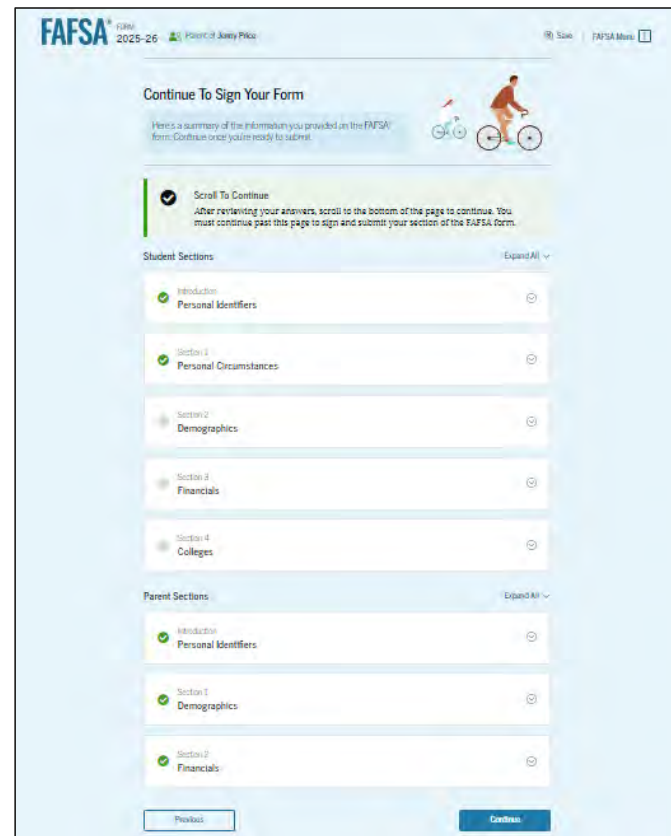 FAFSA® FORM
2025–26 Parent of Jonny Price Save FAFSA Menu
Continue To Sign Your Form
Here's a summary of the information you provided on the FAFSA®
form. Continue once you're ready to submit.
Scroll To Continue
After reviewing your answers, scroll to the bottom of the page to continue. You
must continue past this page to sign and submit your section of the FAFSA form.
Student Sections Expand All
Introduction
Personal Identifiers
Section 1
Personal Circumstances
Section 2
Demographics
Section 3
Financials
Section 4
Colleges
Parent Sections Expand All
Introduction
Personal Identifiers
Section 1
Demographics
Section 2
Financials
Previous Continue